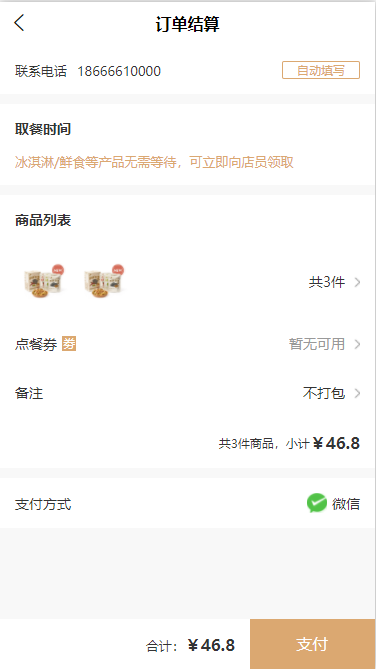 订单结算
联系电话 18666610000 自动填写
取餐时间
冰淇淋/鲜食等产品无需等待，可立即向店员领取
商品列表
共3件
点餐券 券 暂无可用
备注 不打包
共3件商品，小计￥46.8
支付方式 微信
合计：￥46.8 支付